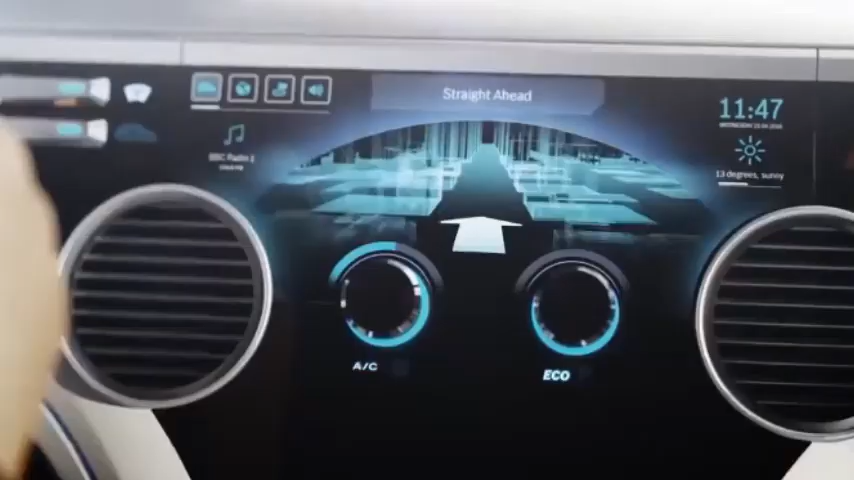 Straight Ahead
11:47
13 degrees, sunny
BBC Radio 1
A/C
ECO